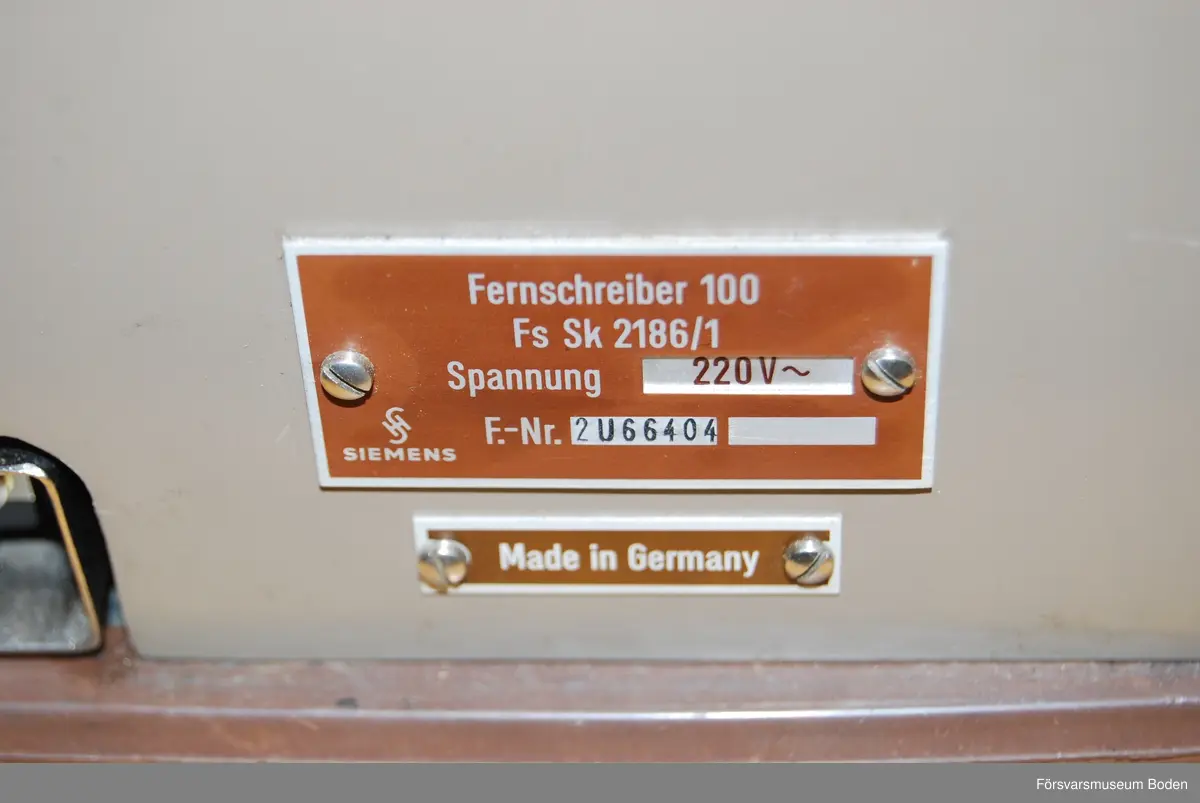 Fernschreiber 100
Fs Sk 2186/1
Spannung 220V~
F.-Nr. 2U66404
SIEMENS
Made in Germany
Försvarsmuseum Boden